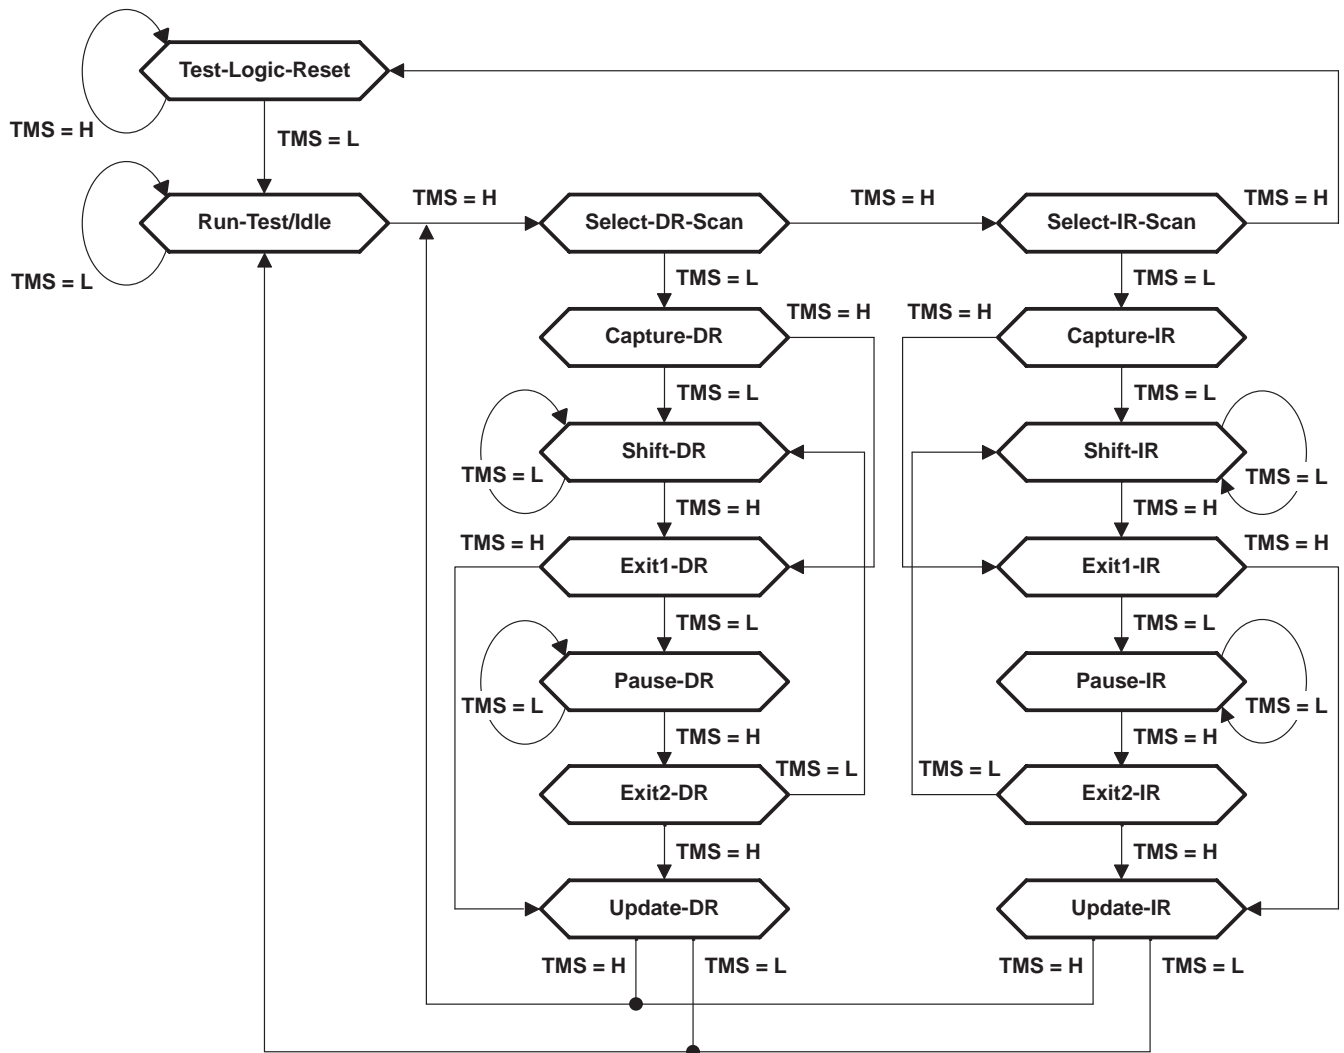 Test-Logic-Reset
TMS = H
TMS = L
Run-Test/Idle
TMS = H
Select-DR-Scan
TMS = H
Select-IR-Scan
TMS = H
TMS = L
TMS = L
TMS = L
Capture-DR
TMS = H
TMS = H
Capture-IR
TMS = L
TMS = L
Shift-DR
Shift-IR
TMS = L
TMS = L
TMS = H
TMS = H
TMS = H
Exit1-DR
Exit1-IR
TMS = H
TMS = L
TMS = L
Pause-DR
Pause-IR
TMS = L
TMS = L
TMS = H
TMS = H
Exit2-DR
TMS = L
TMS = L
Exit2-IR
TMS = H
TMS = H
Update-DR
Update-IR
TMS = H
TMS = L
TMS = H
TMS = L